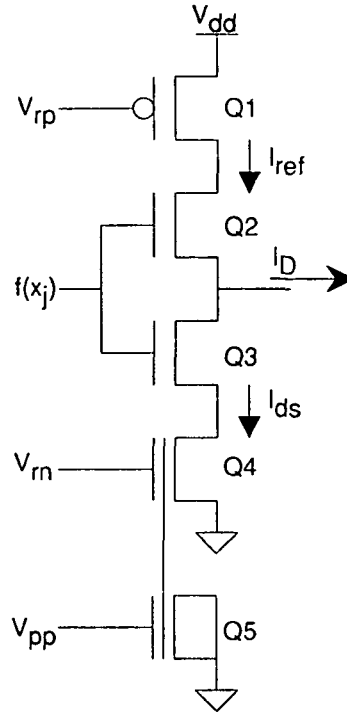 Vdd
Vrp
Q1
Iref
Q2
f(xj)
ID
Q3
Ids
Vrn
Q4
Vpp
Q5